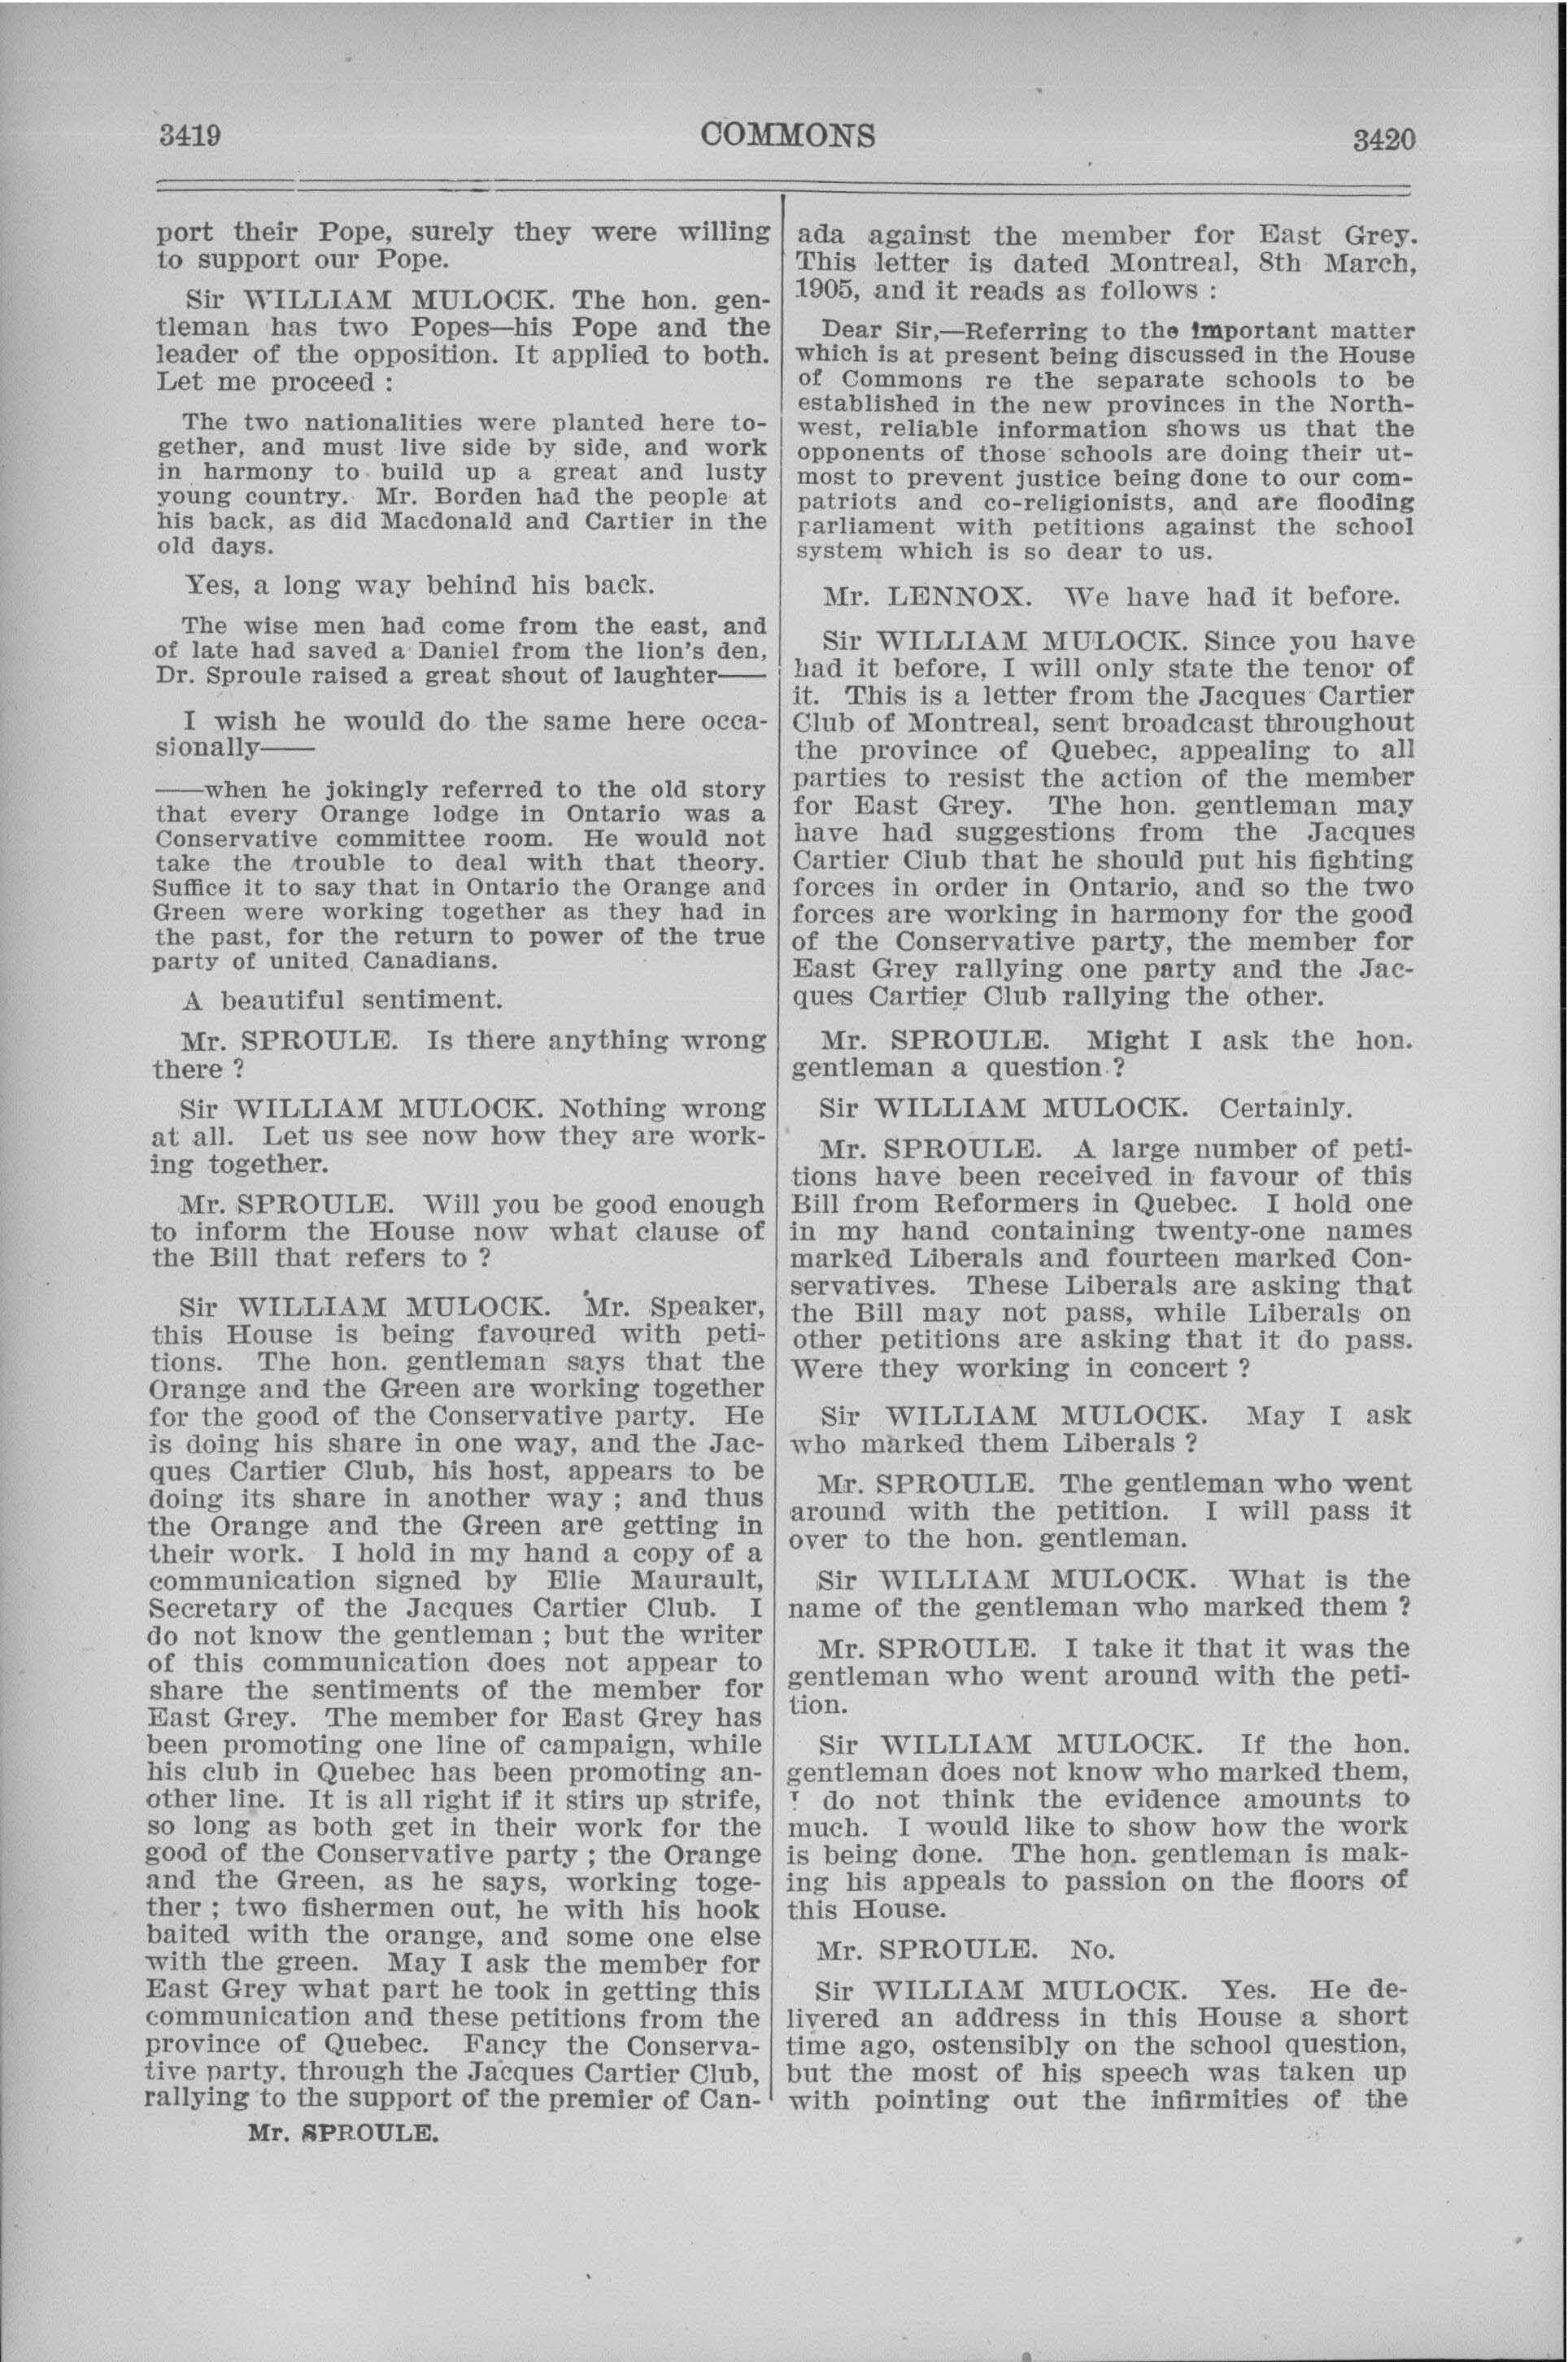 3419
COMMONS
3420
port their Pope, surely they were willing
to support our Pope.
Sir WILLIAM MULOCK. The hon. gen-
tleman has two Popes—his Pope and the
leader of the opposition. It applied to both.
Let me proceed :
The two nationalities were planted here to-
gether, and must live side by side, and work
in harmony to build up a great and lusty
young country. Mr. Borden had the people at
his back, as did Macdonald and Cartier in the
old days.
Yes, a long way behind his back.
The wise men had come from the east, and
of late had saved a Daniel from the lion's den,
Dr. Sproule raised a great shout of laughter——
I wish he would do the same here occa-
sionally——
——when he jokingly referred to the old story
that every Orange lodge in Ontario was a
Conservative committee room. He would not
take the trouble to deal with that theory.
Suffice it to say that in Ontario the Orange and
Green were working together as they had in
the past, for the return to power of the true
party of united Canadians.
A beautiful sentiment.
Mr. SPROULE. Is there anything wrong
there ?
Sir WILLIAM MULOCK. Nothing wrong
at all. Let us see now how they are work-
ing together.
Mr. SPROULE. Will you be good enough
to inform the House now what clause of
the Bill that refers to ?
Sir WILLIAM MULOCK. Mr. Speaker,
this House is being favoured with peti-
tions. The hon. gentleman says that the
Orange and the Green are working together
for the good of the Conservative party. He
is doing his share in one way, and the Jac-
ques Cartier Club, his host, appears to be
doing its share in another way ; and thus
the Orange and the Green are getting in
their work. I hold in my hand a copy of a
communication signed by Elie Maurault,
Secretary of the Jacques Cartier Club. I
do not know the gentleman ; but the writer
of this communication does not appear to
share the sentiments of the member for
East Grey. The member for East Grey has
been promoting one line of campaign, while
his club in Quebec has been promoting an-
other line. It is all right if it stirs up strife,
so long as both get in their work for the
good of the Conservative party ; the Orange
and the Green, as he says, working toge-
ther ; two fishermen out, he with his hook
baited with the orange, and some one else
with the green. May I ask the member for
East Grey what part he took in getting this
communication and these petitions from the
province of Quebec. Fancy the Conserva-
tive party, through the Jacques Cartier Club,
rallying to the support of the premier of Can-
Mr. SPROULE.
ada against the member for East Grey.
This letter is dated Montreal, 8th March,
1905, and it reads as follows :
Dear Sir,—Referring to the important matter
which is at present being discussed in the House
of Commons re the separate schools to be
established in the new provinces in the North-
west, reliable information shows us that the
opponents of those schools are doing their ut-
most to prevent justice being done to our com-
patriots and co-religionists, and are flooding
parliament with petitions against the school
system which is so dear to us.
Mr. LENNOX. We have had it before.
Sir WILLIAM MULOCK. Since you have
had it before, I will only state the tenor of
it. This is a letter from the Jacques Cartier
Club of Montreal, sent broadcast throughout
the province of Quebec, appealing to all
parties to resist the action of the member
for East Grey. The hon. gentleman may
have had suggestions from the Jacques
Cartier Club that he should put his fighting
forces in order in Ontario, and so the two
forces are working in harmony for the good
of the Conservative party, the member for
East Grey rallying one party and the Jac-
ques Cartier Club rallying the other.
Mr. SPROULE. Might I ask the hon.
gentleman a question ?
Sir WILLIAM MULOCK. Certainly.
Mr. SPROULE. A large number of peti-
tions have been received in favour of this
Bill from Reformers in Quebec. I hold one
in my hand containing twenty-one names
marked Liberals and fourteen marked Con-
servatives. These Liberals are asking that
the Bill may not pass, while Liberals on
other petitions are asking that it do pass.
Were they working in concert ?
Sir WILLIAM MULOCK. May I ask
who marked them Liberals ?
Mr. SPROULE. The gentleman who went
around with the petition. I will pass it
over to the hon. gentleman.
Sir WILLIAM MULOCK. What is the
name of the gentleman who marked them ?
Mr. SPROULE. I take it that it was the
gentleman who went around with the peti-
tion.
Sir WILLIAM MULOCK. If the hon.
gentleman does not know who marked them,
I do not think the evidence amounts to
much. I would like to show how the work
is being done. The hon. gentleman is mak-
ing his appeals to passion on the floors of
this House.
Mr. SPROULE. No.
Sir WILLIAM MULOCK. Yes. He de-
livered an address in this House a short
time ago, ostensibly on the school question,
but the most of his speech was taken up
with pointing out the infirmities of the